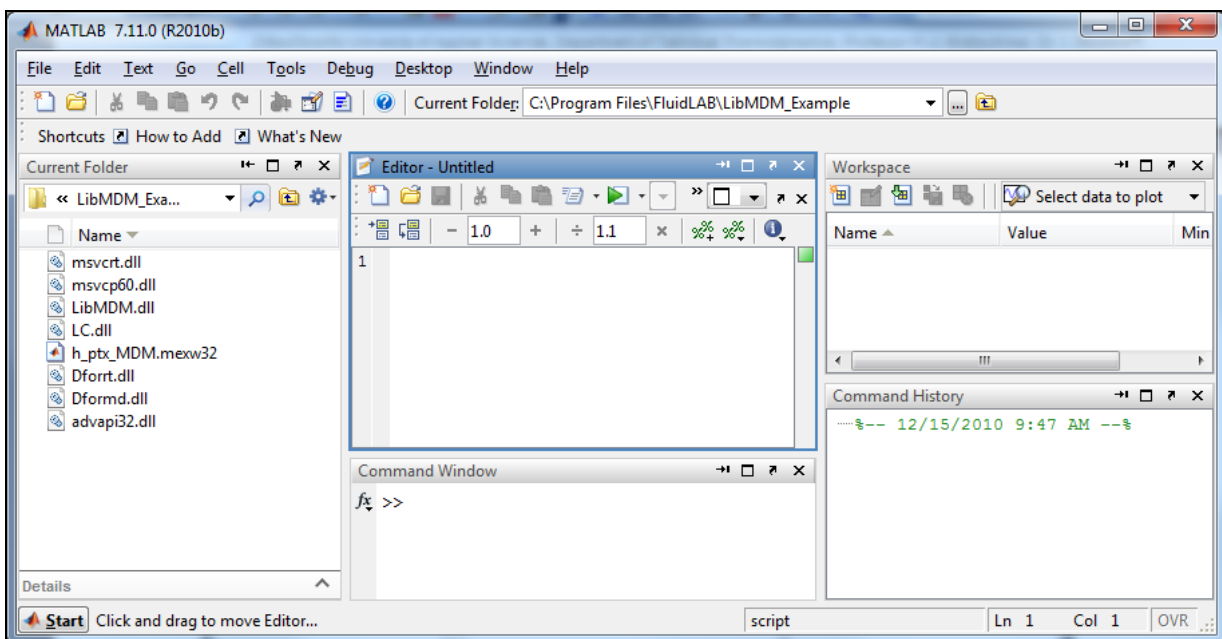 MATLAB 7.11.0 (R2010b)
File Edit Text Go Cell Tools Debug Desktop Window Help
Current Folder: C:\Program Files\FluidLAB\LibMDM_Example
Shortcuts How to Add What's New
Current Folder
« LibMDM_Exa...
Name
msvcrt.dll
msvcp60.dll
LibMDM.dll
LC.dll
h_ptx_MDM.mexw32
Dforrt.dll
Dformd.dll
advapi32.dll
Details
Editor - Untitled
»
− 1.0 + ÷ 1.1 ×
1
Command Window
fx >>
Workspace
Select data to plot
Name Value Min
Command History
%-- 12/15/2010 9:47 AM --%
Start Click and drag to move Editor... script Ln 1 Col 1 OVR